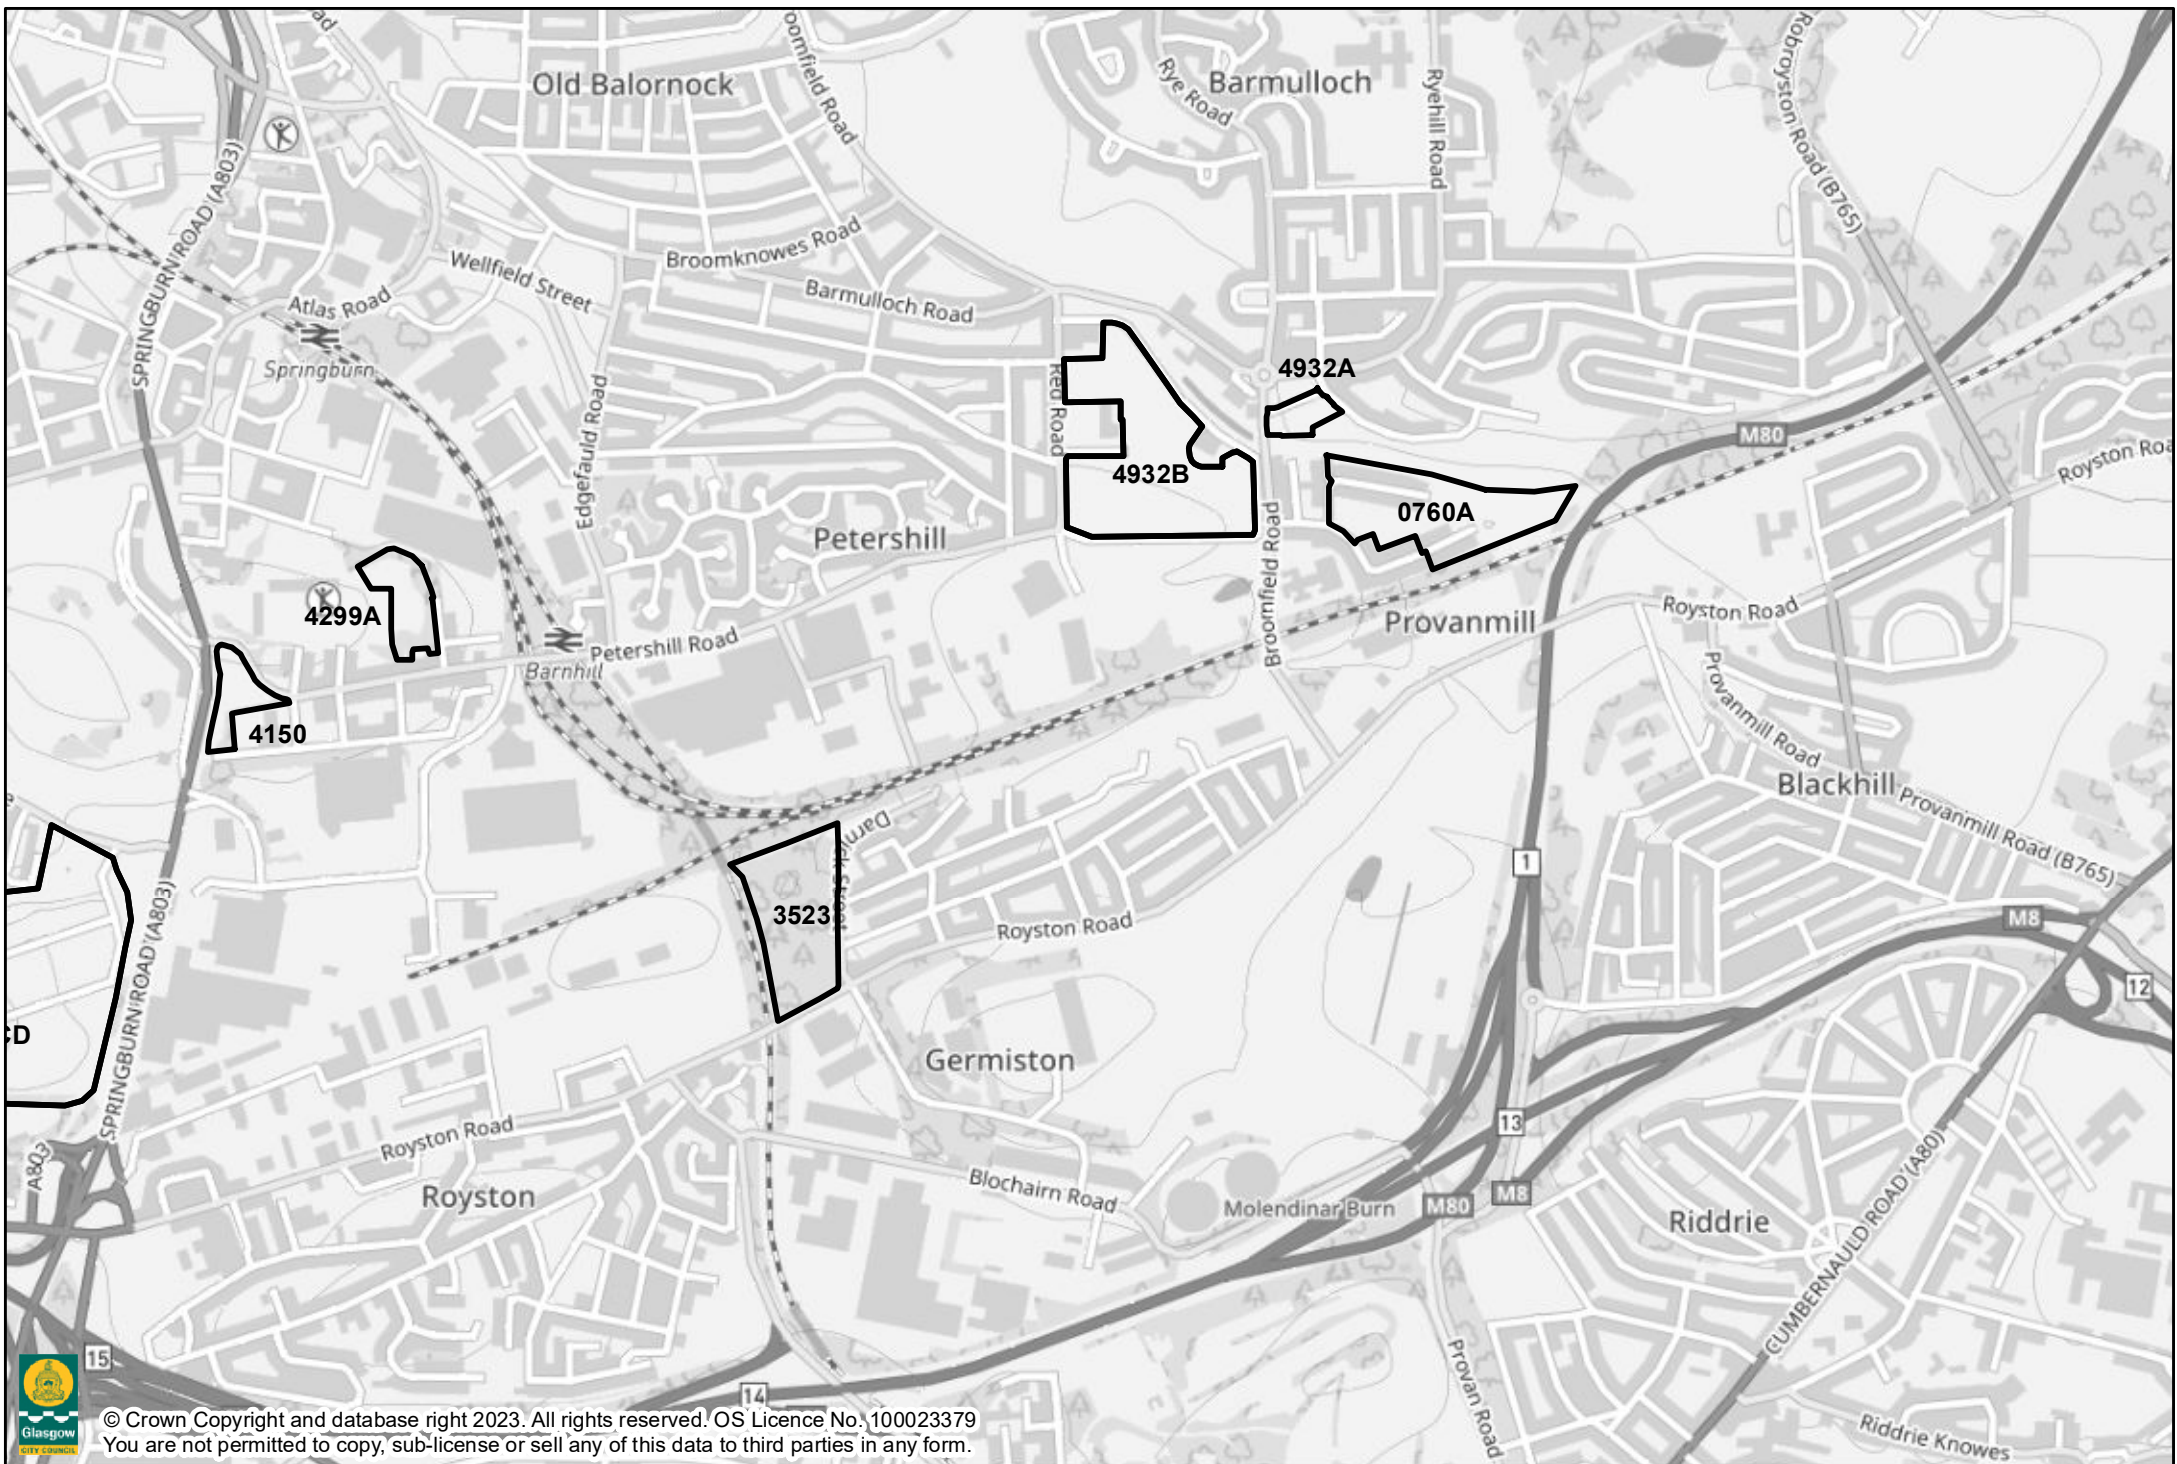 Old Balornock
Barmulloch
Rye Road
Ryehill Road
Robroyston Road (B765)
oomfield Road
ad
SPRINGBURN ROAD (A803)
Broomknowes Road
Wellfield Street
Atlas Road
Barmulloch Road
Springburn
SPRINGBURN ROAD (A803)
4932A
Red Road
Edgefauld Road
M80
Royston Roa
4932B
0760A
Petershill
Broomfield Road
4299A
Royston Road
Provanmill
Petershill Road
Barnhill
Provanmill Road
4150
Blackhill
Provanmill Road (B765)
Darnick Street
1
SPRINGBURN ROAD (A803)
3523
Royston Road
M8
12
CD
Germiston
13
Royston Road
A803)
Blochairn Road
Royston
Molendinar Burn
M80
M8
Riddrie
CUMBERNAULD ROAD (A80)
15
14
Provan Road
Riddrie Knowes
Glasgow
CITY COUNCIL
© Crown Copyright and database right 2023. All rights reserved. OS Licence No. 100023379
You are not permitted to copy, sub-license or sell any of this data to third parties in any form.